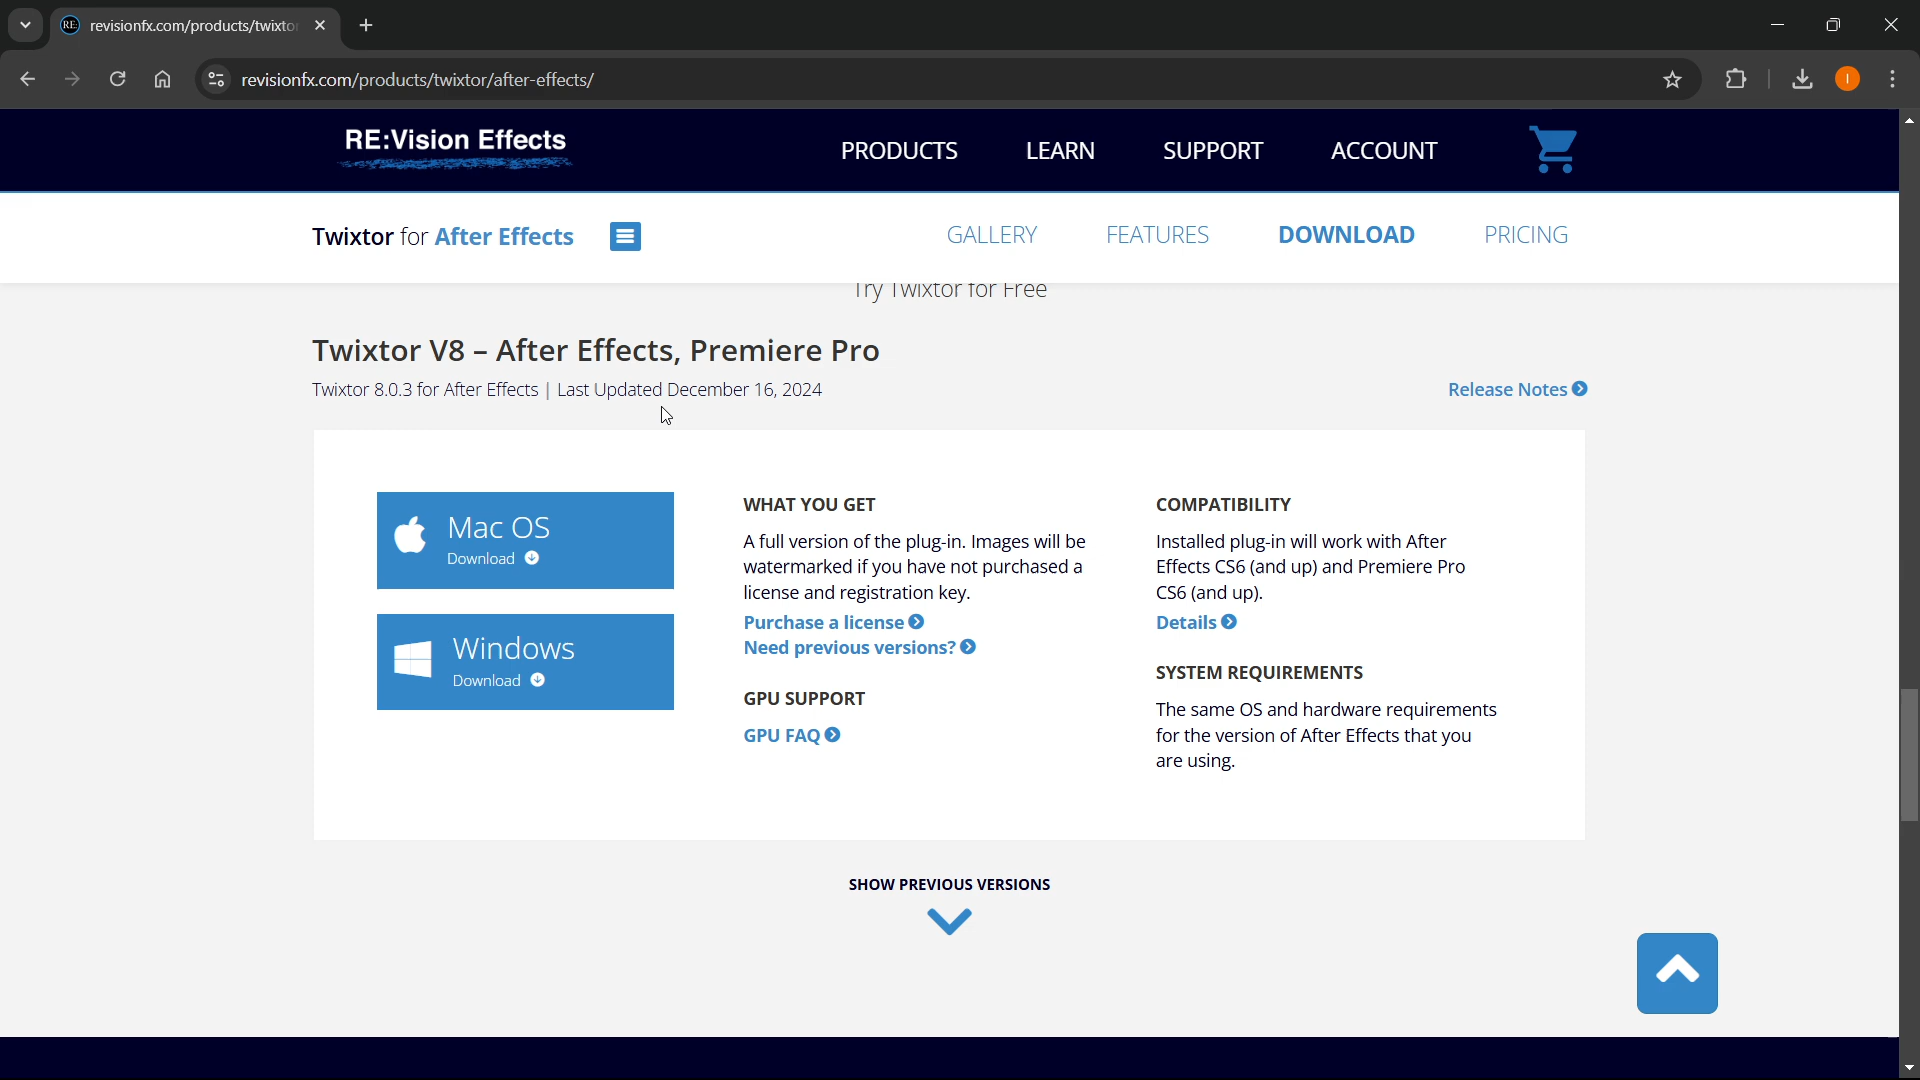 revisionfx.com/products/twixtor
revisionfx.com/products/twixtor/after-effects/
I
RE:Vision Effects
PRODUCTS
LEARN
SUPPORT
ACCOUNT
Twixtor for After Effects
GALLERY
FEATURES
DOWNLOAD
PRICING
Try Twixtor for Free
Twixtor V8 – After Effects, Premiere Pro
Twixtor 8.0.3 for After Effects | Last Updated December 16, 2024
Release Notes
Mac OS
Download
Windows
Download
WHAT YOU GET
A full version of the plug-in. Images will be
watermarked if you have not purchased a
license and registration key.
Purchase a license
Need previous versions?
GPU SUPPORT
GPU FAQ
COMPATIBILITY
Installed plug-in will work with After
Effects CS6 (and up) and Premiere Pro
CS6 (and up).
Details
SYSTEM REQUIREMENTS
The same OS and hardware requirements
for the version of After Effects that you
are using.
SHOW PREVIOUS VERSIONS